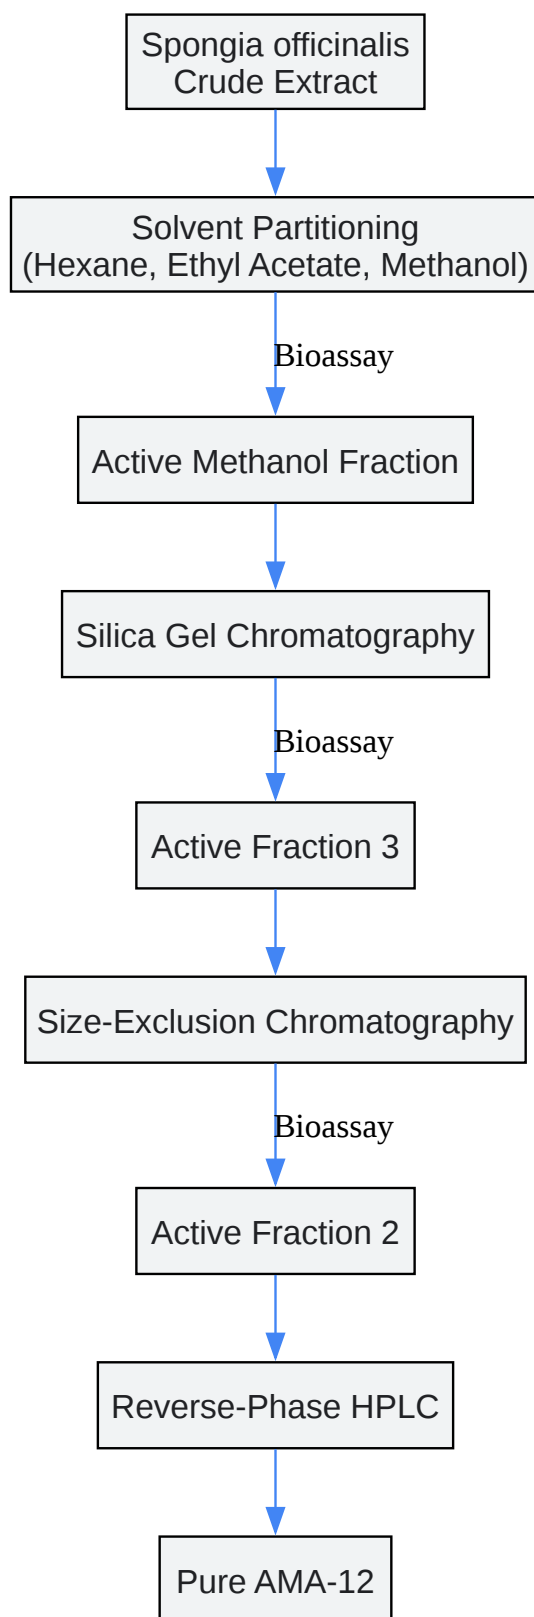 Spongia officinalis
Crude Extract
Solvent Partitioning
(Hexane, Ethyl Acetate, Methanol)
Bioassay
Active Methanol Fraction
Silica Gel Chromatography
Bioassay
Active Fraction 3
Size-Exclusion Chromatography
Bioassay
Active Fraction 2
Reverse-Phase HPLC
Pure AMA-12